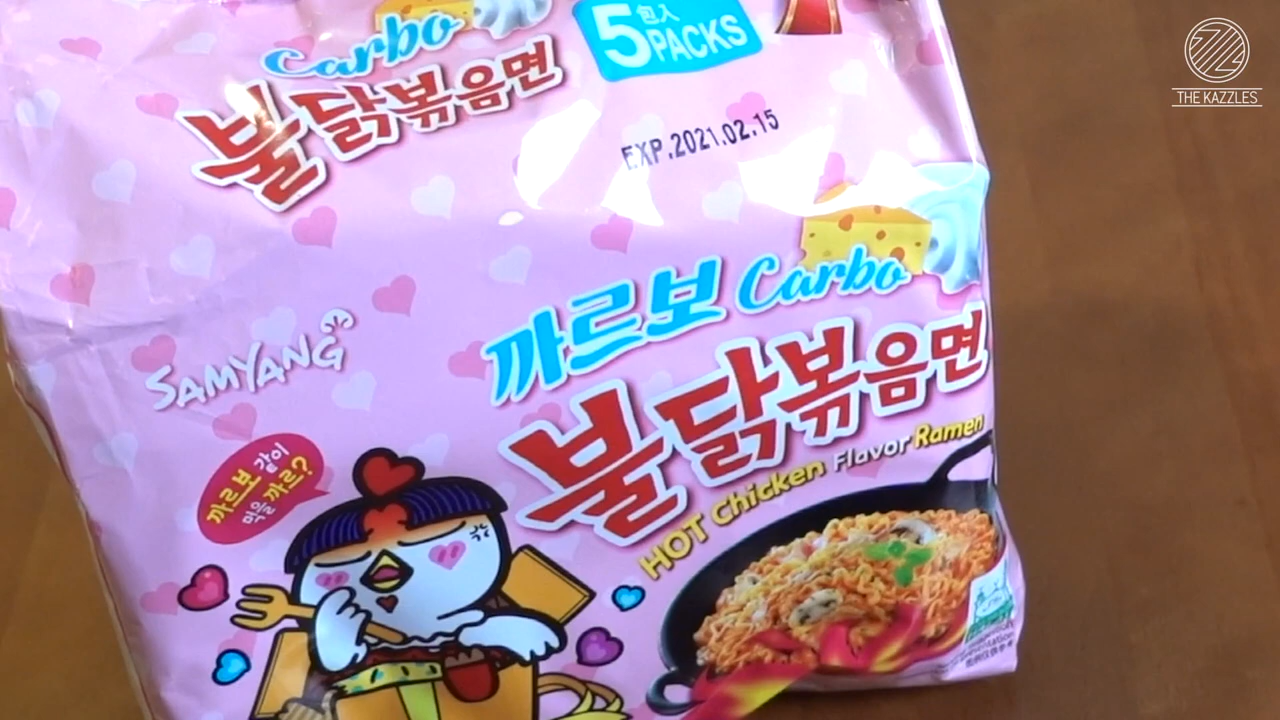 THE KAZZLES
Carbo
불닭볶음면
5包入
PACKS
EXP.2021.02.15
까르보 Carbo
불닭볶음면
HOT Chicken Flavor Ramen
SAMYANG
까르보 같이
먹을 까르?